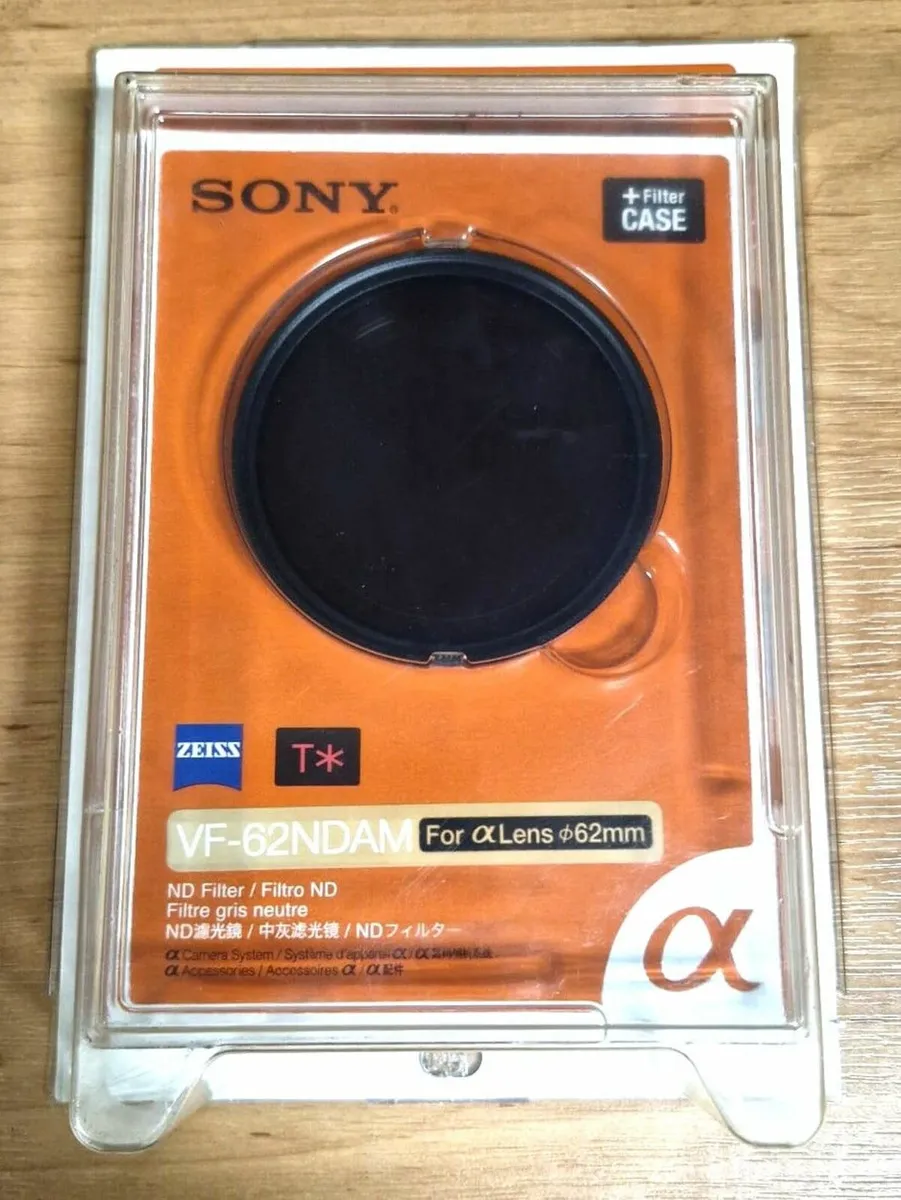 SONY®
+Filter
CASE
ZEISS
T*
VF-62NDAM For α Lens φ62mm
ND Filter / Filtro ND
Filtre gris neutre
ND濾光鏡 / 中灰滤光镜 / NDフィルター
α Camera System / Système d'appareil α / α
α Accessories / Accessoires α / α 配件
α